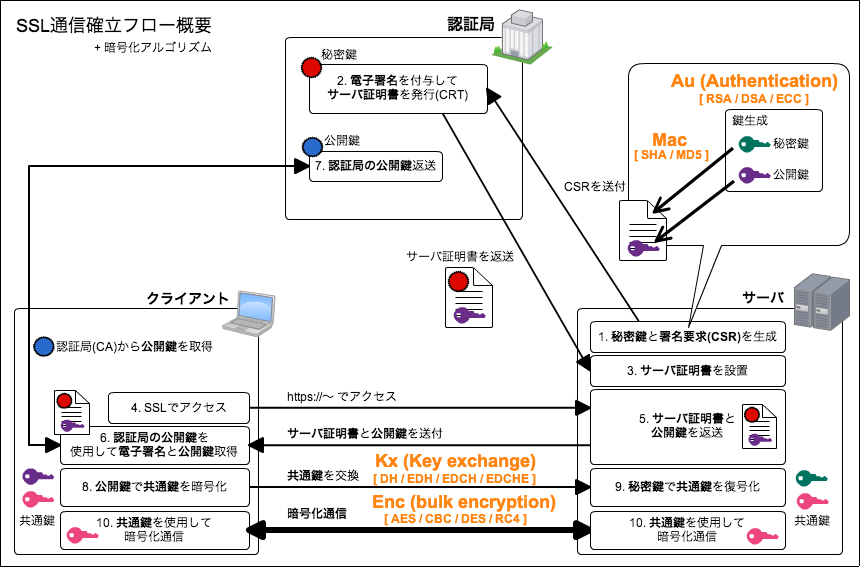 SSL通信確立フロー概要
+ 暗号化アルゴリズム
認証局
秘密鍵
2. 電子署名を付与して
サーバ証明書を発行(CRT)
公開鍵
7. 認証局の公開鍵返送
Au (Authentication)
[ RSA / DSA / ECC ]
鍵生成
秘密鍵
公開鍵
Mac
[ SHA / MD5 ]
CSRを送付
サーバ証明書を返送
クライアント
サーバ
認証局(CA)から公開鍵を取得
1. 秘密鍵と署名要求(CSR)を生成
3. サーバ証明書を設置
4. SSLでアクセス
https://〜 でアクセス
5. サーバ証明書と
公開鍵を返送
6. 認証局の公開鍵を
使用して電子署名と公開鍵取得
サーバ証明書と公開鍵を送付
8. 公開鍵で共通鍵を暗号化
共通鍵を交換
Kx (Key exchange)
[ DH / EDH / EDCH / EDCHE ]
9. 秘密鍵で共通鍵を復号化
共通鍵
共通鍵
Enc (bulk encryption)
[ AES / CBC / DES / RC4 ]
暗号化通信
10. 共通鍵を使用して
暗号化通信
10. 共通鍵を使用して
暗号化通信